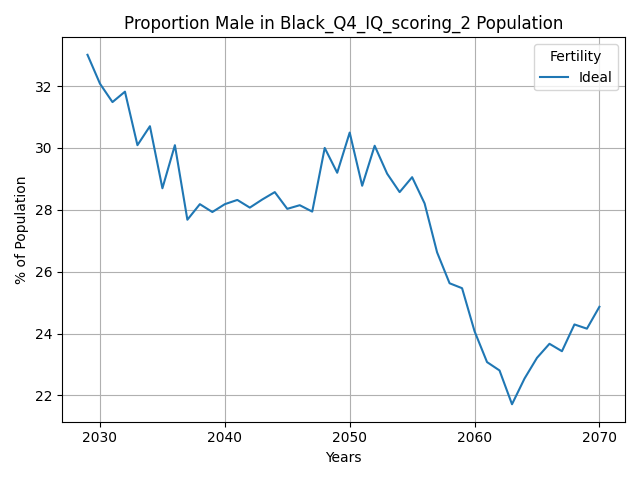 Proportion Male in Black_Q4_IQ_scoring_2 Population
Fertility
Ideal
% of Population
32
30
28
26
24
22
2030 2040 2050 2060 2070
Years